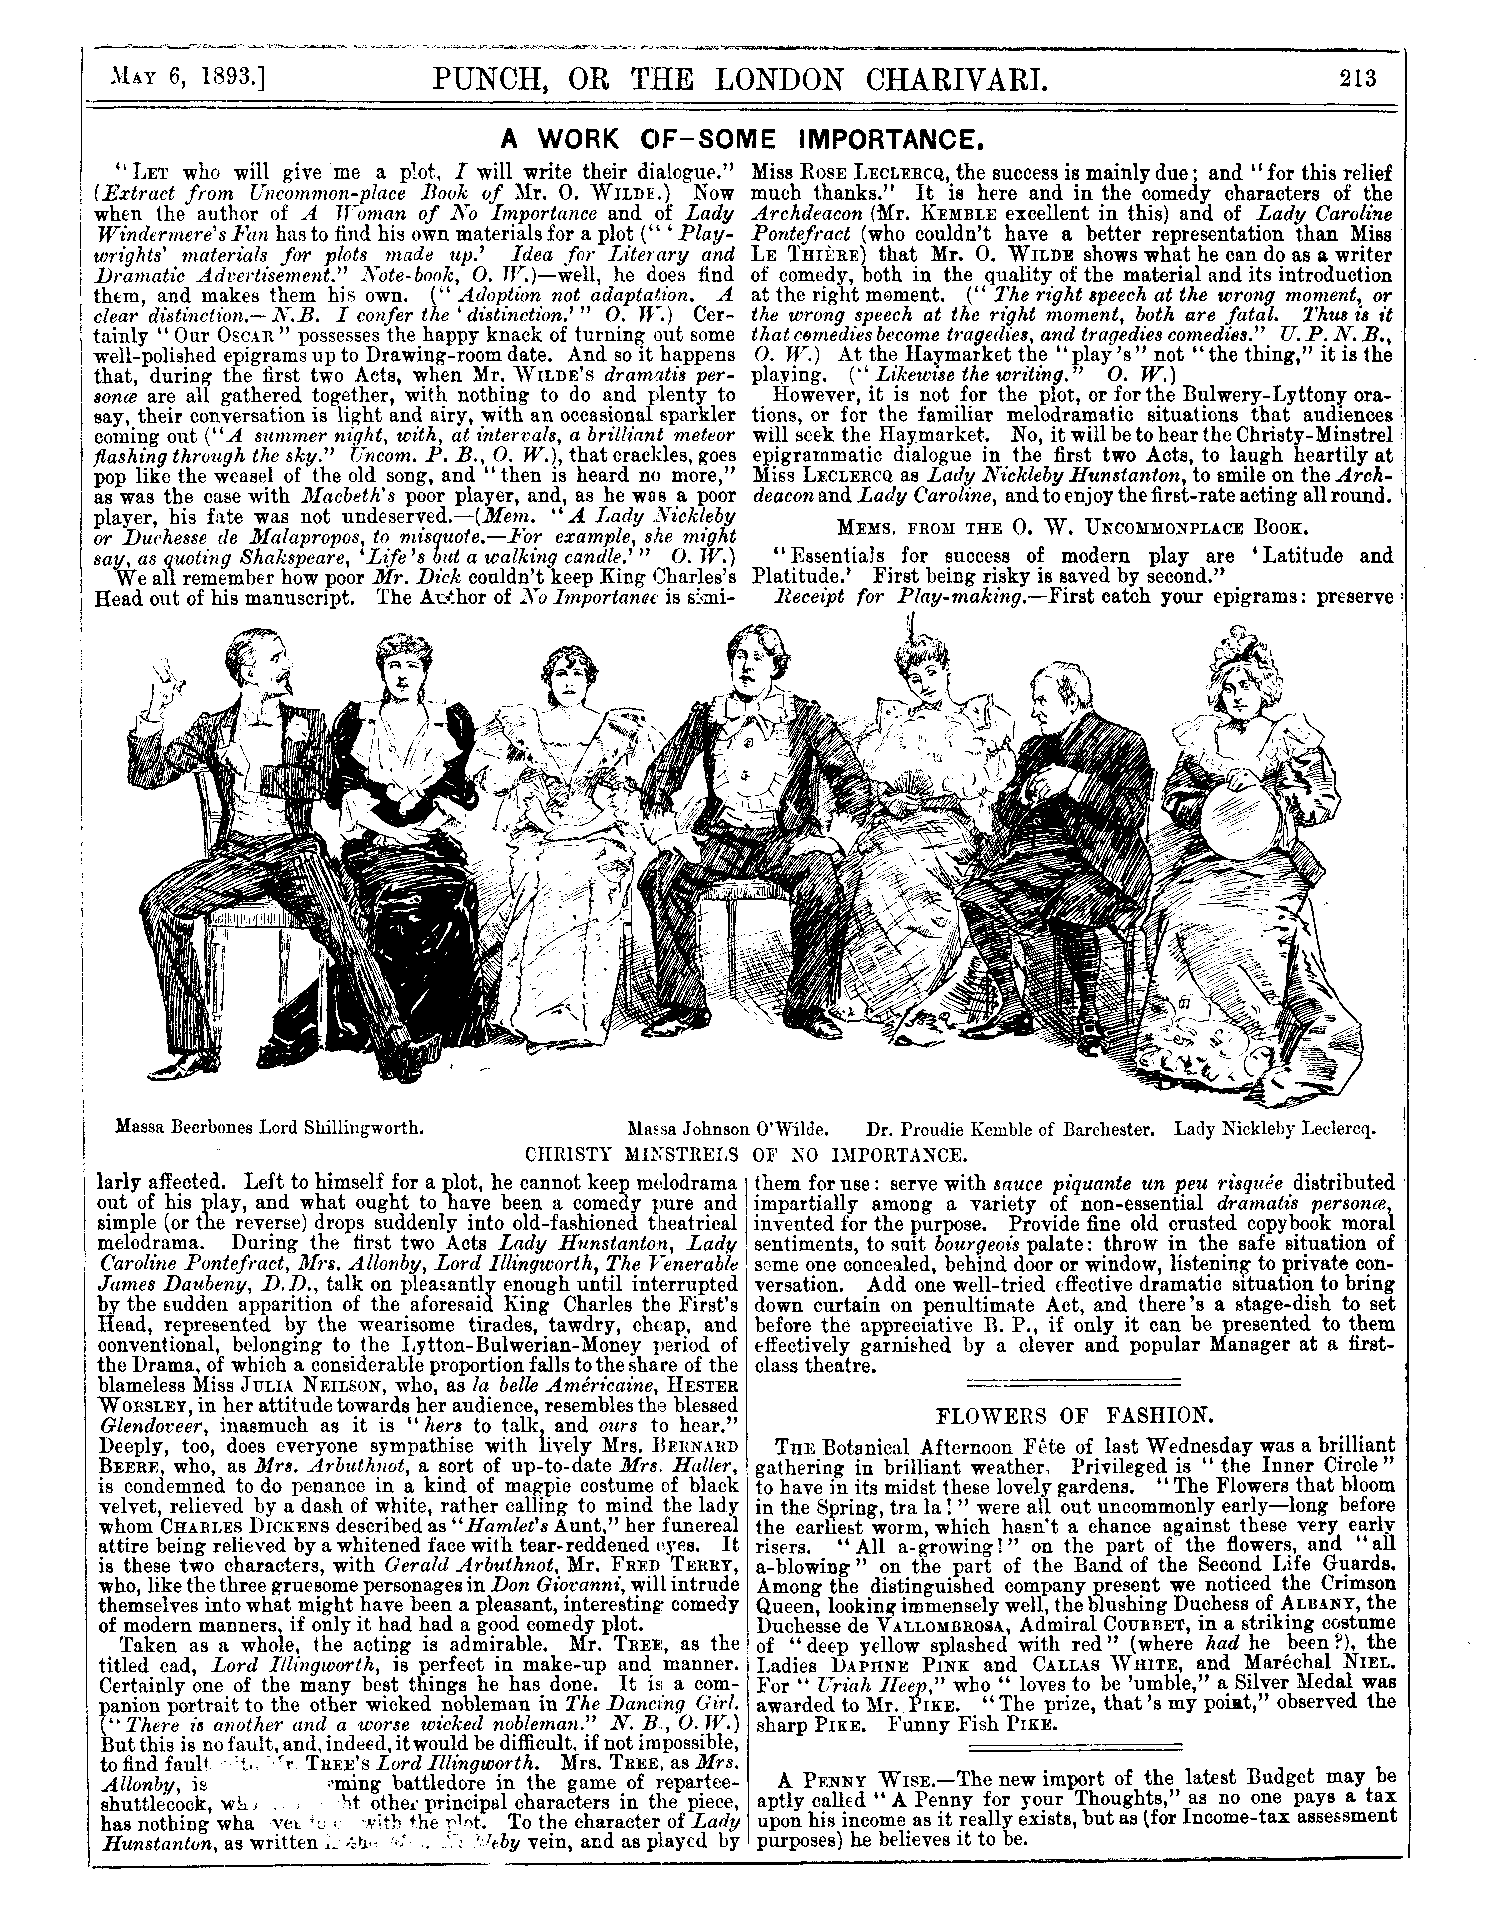 MAY 6, 1893.] PUNCH, OR THE LONDON CHARIVARI. 213
A WORK OF—SOME IMPORTANCE.
"LET who will give me a plot, I will write their dialogue."
(Extract from Uncommon-place Book of Mr. O. WILDE.) Now
when the author of A Woman of No Importance and of Lady
Windermere's Fan has to find his own materials for a plot ("'Play-
wrights' materials for plots made up.' Idea for Literary and
Dramatic Advertisement." Note-book, O. W.)—well, he does find
them, and makes them his own. ("Adoption not adaptation. A
clear distinction.—N.B. I confer the 'distinction.'" O. W.) Cer-
tainly "Our OSCAR" possesses the happy knack of turning out some
well-polished epigrams up to Drawing-room date. And so it happens
that, during the first two Acts, when Mr. WILDE'S dramatis per-
sonæ are all gathered together, with nothing to do and plenty to
say, their conversation is light and airy, with an occasional sparkler
coming out ("A summer night, with, at intervals, a brilliant meteor
flashing through the sky." Uncom. P. B., O. W.), that crackles, goes
pop like the weasel of the old song, and "then is heard no more,"
as was the case with Macbeth's poor player, and, as he was a poor
player, his fate was not undeserved.—(Mem. "A Lady Nickleby
or Duchesse de Malapropos, to misquote.—For example, she might
say, as quoting Shakspeare, 'Life's but a walking candle.'" O. W.)
We all remember how poor Mr. Dick couldn't keep King Charles's
Head out of his manuscript. The Author of No Importance is simi-
Miss ROSE LECLERCQ, the success is mainly due; and "for this relief
much thanks." It is here and in the comedy characters of the
Archdeacon (Mr. KEMBLE excellent in this) and of Lady Caroline
Pontefract (who couldn't have a better representation than Miss
LE THIÈRE) that Mr. O. WILDE shows what he can do as a writer
of comedy, both in the quality of the material and its introduction
at the right moment. ("The right speech at the wrong moment, or
the wrong speech at the right moment, both are fatal. Thus is it
that comedies become tragedies, and tragedies comedies." U. P. N. B.,
O. W.) At the Haymarket the "play's" not "the thing," it is the
playing. ("Likewise the writing." O. W.)
However, it is not for the plot, or for the Bulwery-Lyttony ora-
tions, or for the familiar melodramatic situations that audiences
will seek the Haymarket. No, it will be to hear the Christy-Minstrel
epigrammatic dialogue in the first two Acts, to laugh heartily at
Miss LECLERCQ as Lady Nickleby Hunstanton, to smile on the Arch-
deacon and Lady Caroline, and to enjoy the first-rate acting all round.
MEMS. FROM THE O. W. UNCOMMONPLACE BOOK.
"Essentials for success of modern play are 'Latitude and
Platitude.' First being risky is saved by second."
Receipt for Play-making.—First catch your epigrams: preserve
Massa Beerbones Lord Shillingworth. Massa Johnson O'Wilde. Dr. Proudie Kemble of Barchester. Lady Nickleby Leclercq.
CHRISTY MINSTRELS OF NO IMPORTANCE.
larly affected. Left to himself for a plot, he cannot keep melodrama
out of his play, and what ought to have been a comedy pure and
simple (or the reverse) drops suddenly into old-fashioned theatrical
melodrama. During the first two Acts Lady Hunstanton, Lady
Caroline Pontefract, Mrs. Allonby, Lord Illingworth, The Venerable
James Daubeny, D.D., talk on pleasantly enough until interrupted
by the sudden apparition of the aforesaid King Charles the First's
Head, represented by the wearisome tirades, tawdry, cheap, and
conventional, belonging to the Lytton-Bulwerian-Money period of
the Drama, of which a considerable proportion falls to the share of the
blameless Miss JULIA NEILSON, who, as la belle Américaine, HESTER
WORSLEY, in her attitude towards her audience, resembles the blessed
Glendoveer, inasmuch as it is "hers to talk, and ours to hear."
Deeply, too, does everyone sympathise with lively Mrs. BERNARD
BEERE, who, as Mrs. Arbuthnot, a sort of up-to-date Mrs. Haller,
is condemned to do penance in a kind of magpie costume of black
velvet, relieved by a dash of white, rather calling to mind the lady
whom CHARLES DICKENS described as "Hamlet's Aunt," her funereal
attire being relieved by a whitened face with tear-reddened eyes. It
is these two characters, with Gerald Arbuthnot, Mr. FRED TERRY,
who, like the three gruesome personages in Don Giovanni, will intrude
themselves into what might have been a pleasant, interesting comedy
of modern manners, if only it had had a good comedy plot.
Taken as a whole, the acting is admirable. Mr. TREE, as the
titled cad, Lord Illingworth, is perfect in make-up and manner.
Certainly one of the many best things he has done. It is a com-
panion portrait to the other wicked nobleman in The Dancing Girl.
("There is another and a worse wicked nobleman." N. B., O. W.)
But this is no fault, and, indeed, it would be difficult, if not impossible,
to find fault TREE'S Lord Illingworth. Mrs. TREE, as Mrs.
Allonby, is battledore in the game of repartee-
shuttlecock, other principal characters in the piece,
has nothing with the plot. To the character of Lady
Hunstanton, as written vein, and as played by
them for use: serve with sauce piquante un peu risquée distributed
impartially among a variety of non-essential dramatis personæ,
invented for the purpose. Provide fine old crusted copybook moral
sentiments, to suit bourgeois palate: throw in the safe situation of
some one concealed, behind door or window, listening to private con-
versation. Add one well-tried effective dramatic situation to bring
down curtain on penultimate Act, and there's a stage-dish to set
before the appreciative B. P., if only it can be presented to them
effectively garnished by a clever and popular Manager at a first-
class theatre.
FLOWERS OF FASHION.
THE Botanical Afternoon Fête of last Wednesday was a brilliant
gathering in brilliant weather. Privileged is "the Inner Circle"
to have in its midst these lovely gardens. "The Flowers that bloom
in the Spring, tra la!" were all out uncommonly early—long before
the earliest worm, which hasn't a chance against these very early
risers. "All a-growing!" on the part of the flowers, and "all
a-blowing" on the part of the Band of the Second Life Guards.
Among the distinguished company present we noticed the Crimson
Queen, looking immensely well, the blushing Duchess of ALBANY, the
Duchesse de VALLOMBROSA, Admiral COURBET, in a striking costume
of "deep yellow splashed with red" (where had he been?), the
Ladies DAPHNE PINK and CALLAS WHITE, and Maréchal NIEL.
For "Uriah Heep," who "loves to be 'umble," a Silver Medal was
awarded to Mr. PIKE. "The prize, that's my point," observed the
sharp PIKE. Funny Fish PIKE.
A PENNY WISE.—The new import of the latest Budget may be
aptly called "A Penny for your Thoughts," as no one pays a tax
upon his income as it really exists, but as (for Income-tax assessment
purposes) he believes it to be.